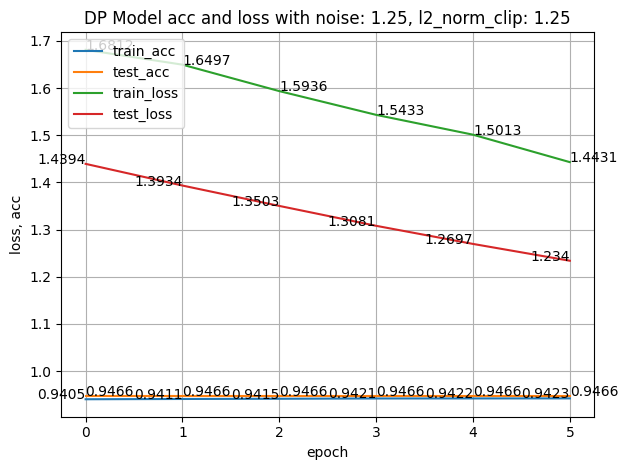 DP Model acc and loss with noise: 1.25, l2_norm_clip: 1.25
1.7
1.6
1.5
1.4
1.3
1.2
1.1
1.0
loss, acc
train_acc
test_acc
train_loss
test_loss
1.6812
1.6497
1.5936
1.5433
1.5013
1.4431
1.4394
1.3934
1.3503
1.3081
1.2697
1.234
0.9405 0.9466 0.9411 0.9466 0.9415 0.9466 0.9421 0.9466 0.9422 0.9466 0.9423 0.9466
0 1 2 3 4 5
epoch